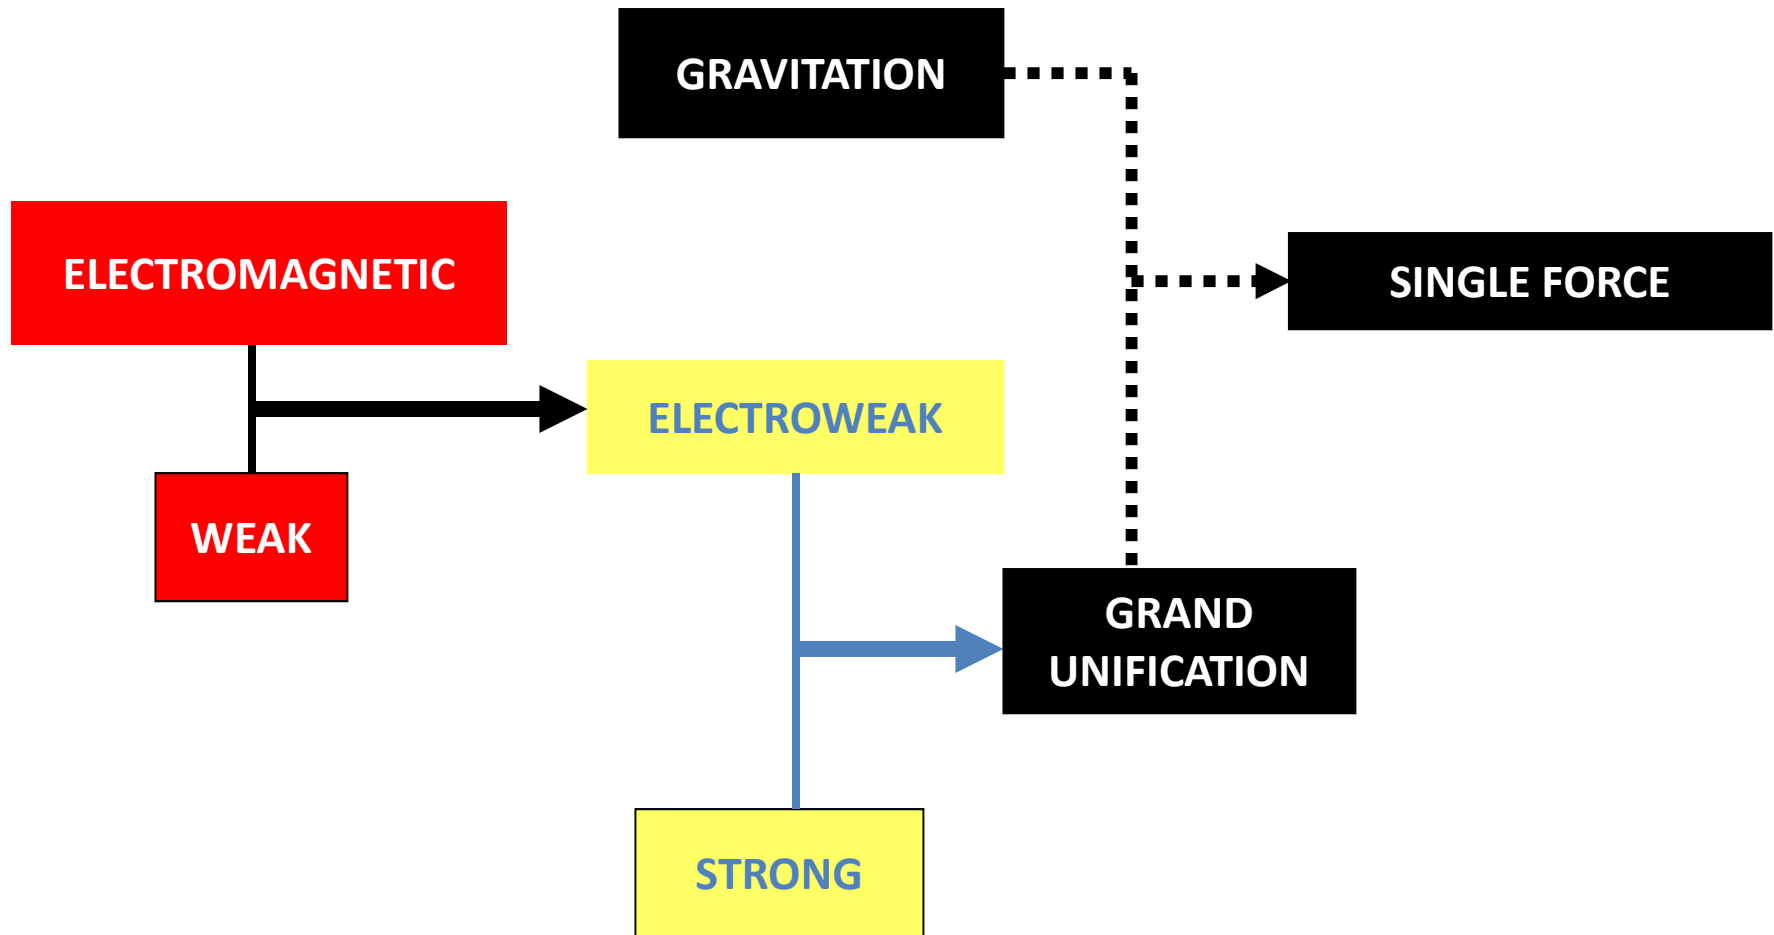 GRAVITATION
ELECTROMAGNETIC
SINGLE FORCE
ELECTROWEAK
WEAK
GRAND
UNIFICATION
STRONG